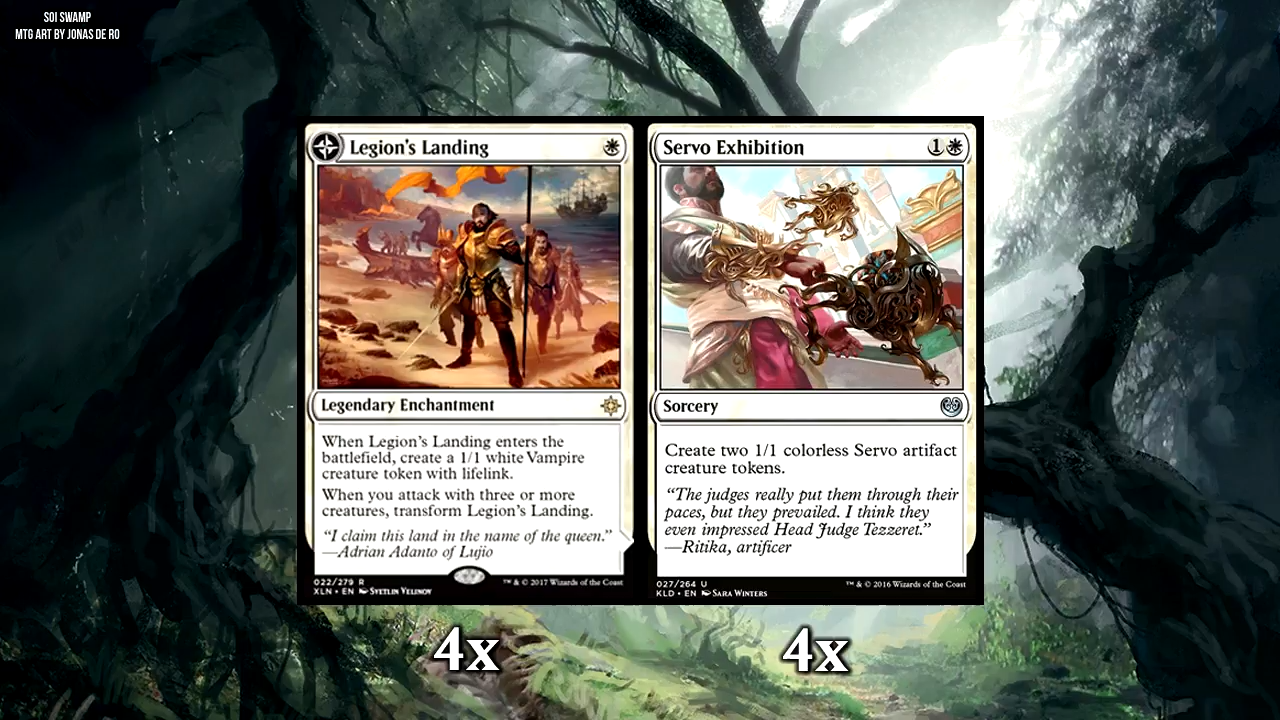 SOI SWAMP
MTG ART BY JONAS DE RO
Legion's Landing
Legendary Enchantment
When Legion's Landing enters the
battlefield, create a 1/1 white Vampire
creature token with lifelink.
When you attack with three or more
creatures, transform Legion's Landing.
“I claim this land in the name of the queen.”
—Adrian Adanto of Lujio
022/279 R
XLN • EN Svetlin Velinov
™ & © 2017 Wizards of the Coast
4x
Servo Exhibition
1
Sorcery
Create two 1/1 colorless Servo artifact
creature tokens.
“The judges really put them through their
paces, but they prevailed. I think they
even impressed Head Judge Tezzeret.”
—Ritika, artificer
027/264 U
KLD • EN Sara Winters
™ & © 2016 Wizards of the Coast
4x